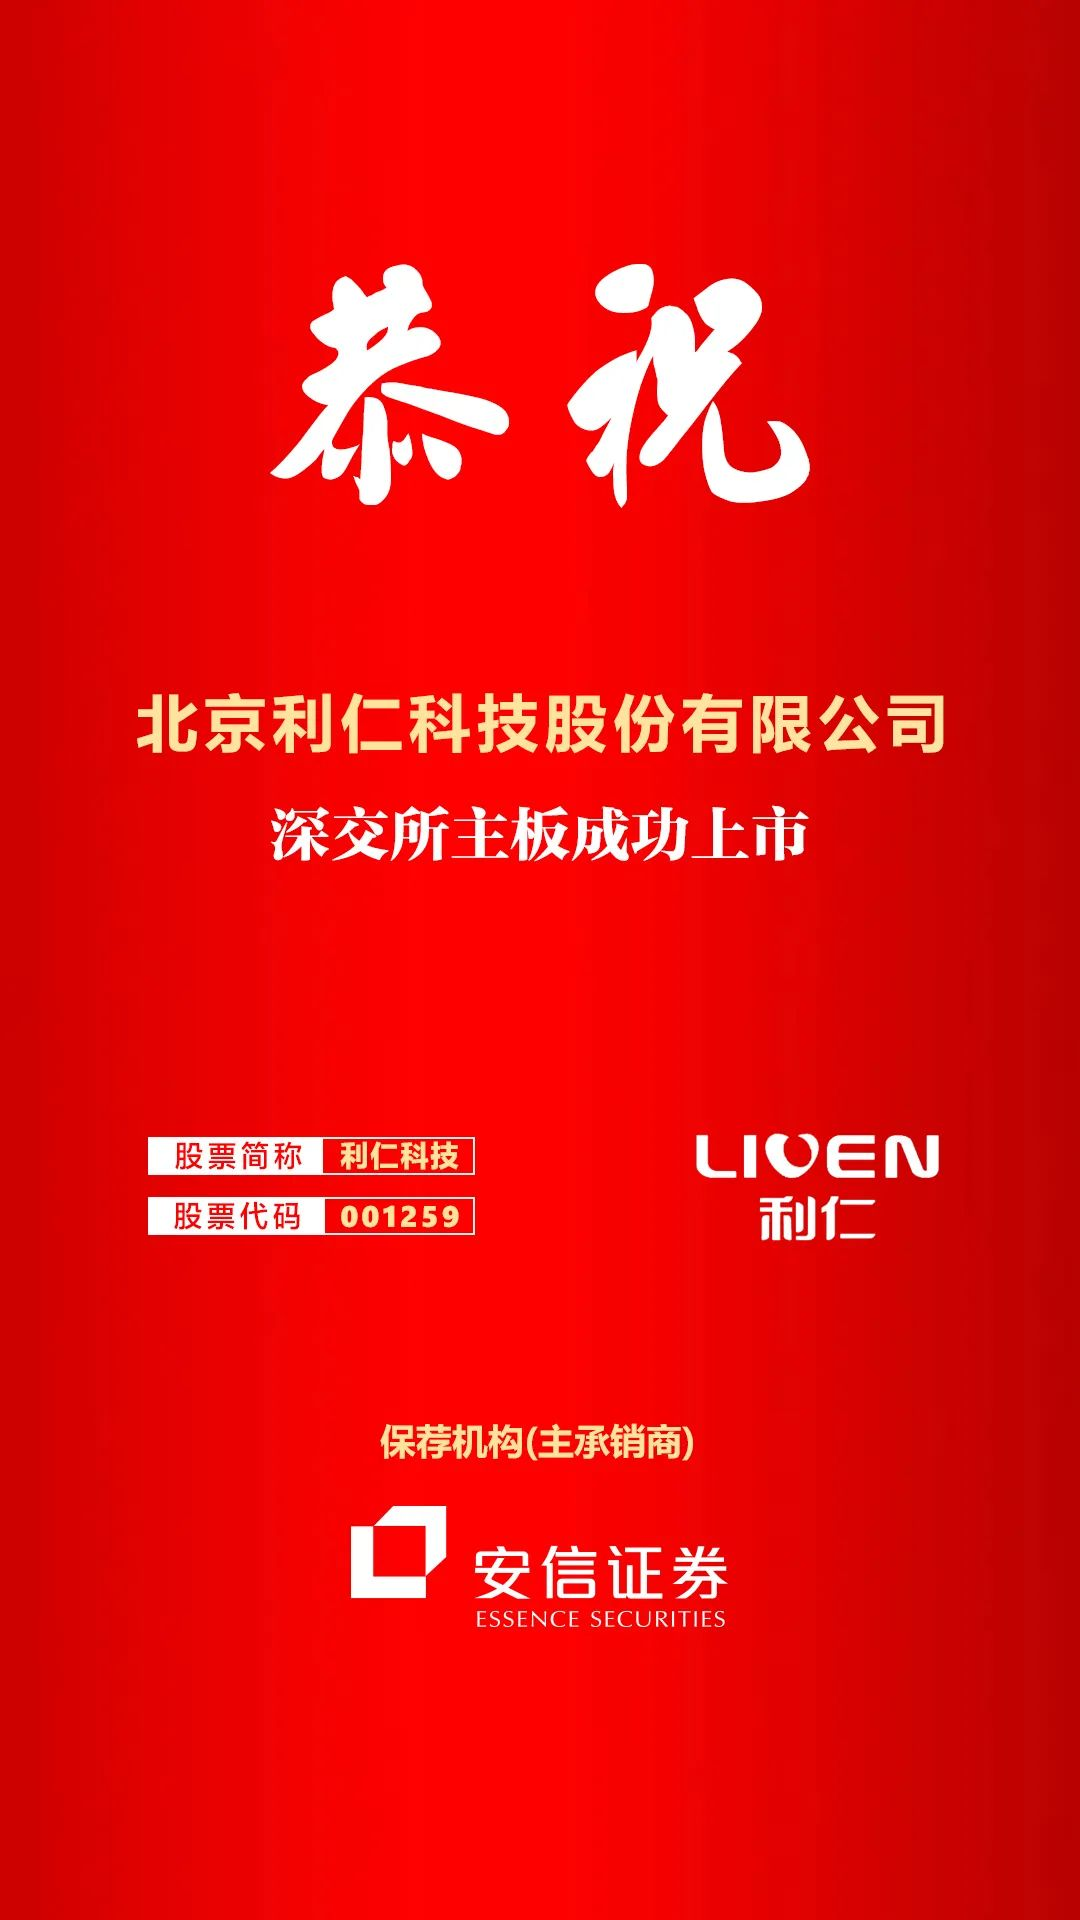 恭祝
北京利仁科技股份有限公司
深交所主板成功上市
股票简称 利仁科技
股票代码 001259
LIVEN
利仁
保荐机构(主承销商)
安信证券
ESSENCE SECURITIES